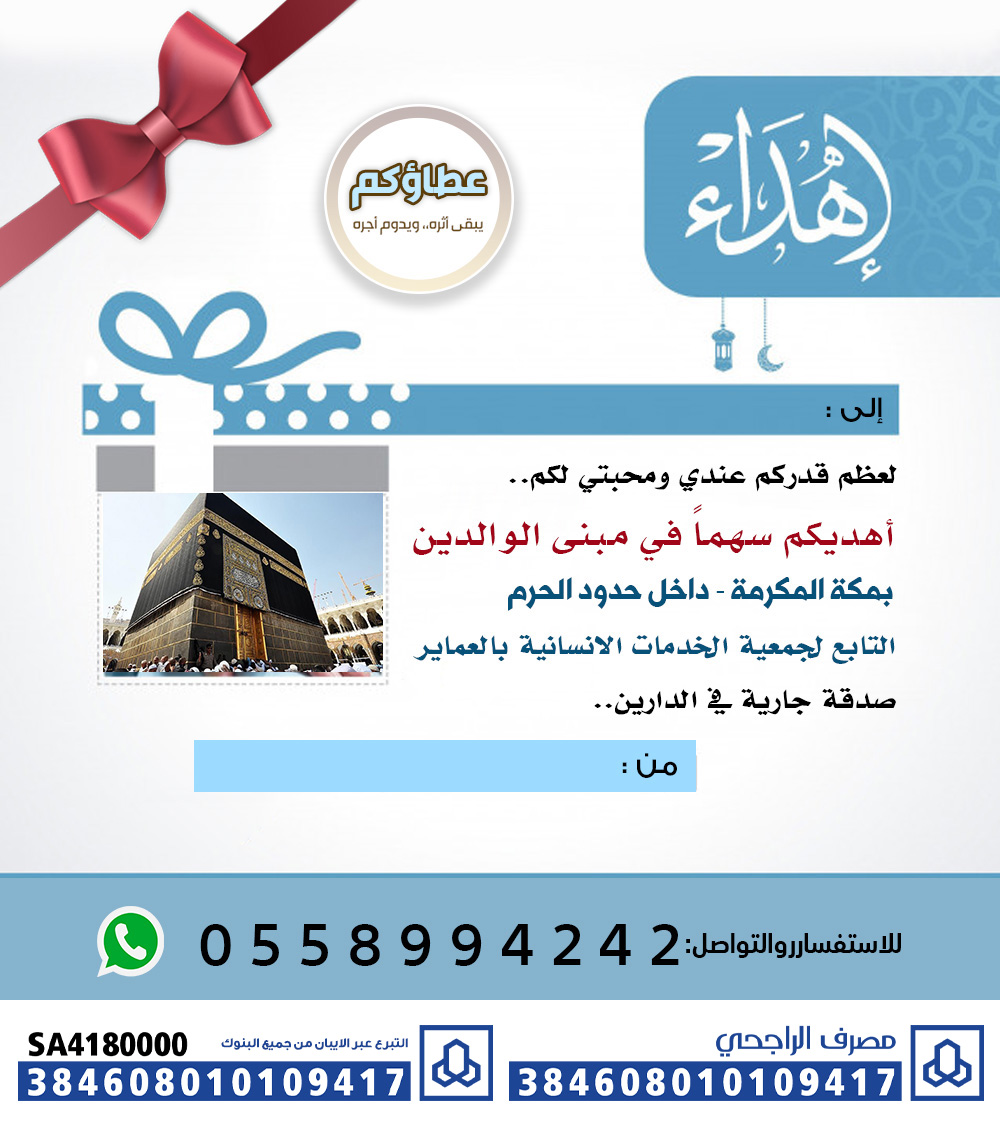 إهْدَاء
عطاؤكم
يبقى أثره،، ويدوم أجره
إلى :
لعظم قدركم عندي ومحبتي لكم..
أهديكم سهماً في مبنى الوالدين
بمكة المكرمة - داخل حدود الحرم
التابع لجمعية الخدمات الانسانية بالعماير
صدقة جارية في الدارين..
من :
للاستفسارروالتواصل: 0558994242
مصرف الراجحي
384608010109417
التبرع عبر الايبان من جميع البنوك SA4180000
384608010109417